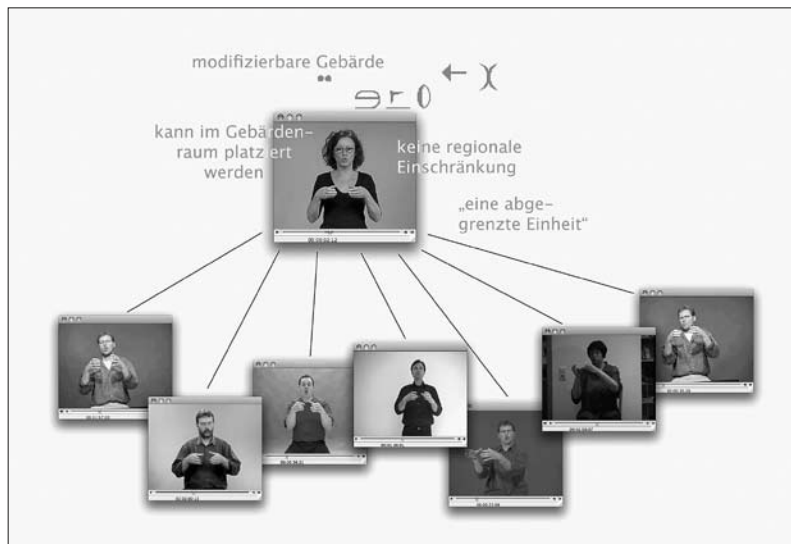 modifizierbare Gebärde
kann im Gebärden-
raum platziert
werden
keine regionale
Einschränkung
„eine abge-
grenzte Einheit“